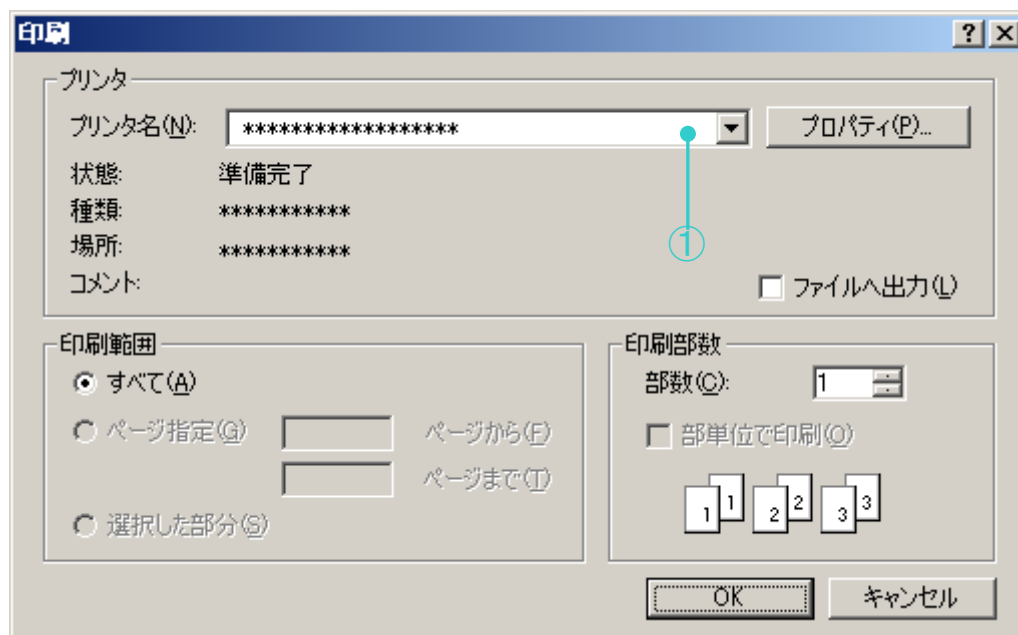 印刷
プリンタ
プリンタ名(N): ****************** プロパティ(P)...
状態: 準備完了
種類: ***********
場所: ***********
①
コメント:
ファイルへ出力(L)
印刷範囲
すべて(A)
ページ指定(G) ページから(F)
ページまで(T)
選択した部分(S)
印刷部数
部数(C): 1
部単位で印刷(O)
1 1 2 2 3 3
OK キャンセル